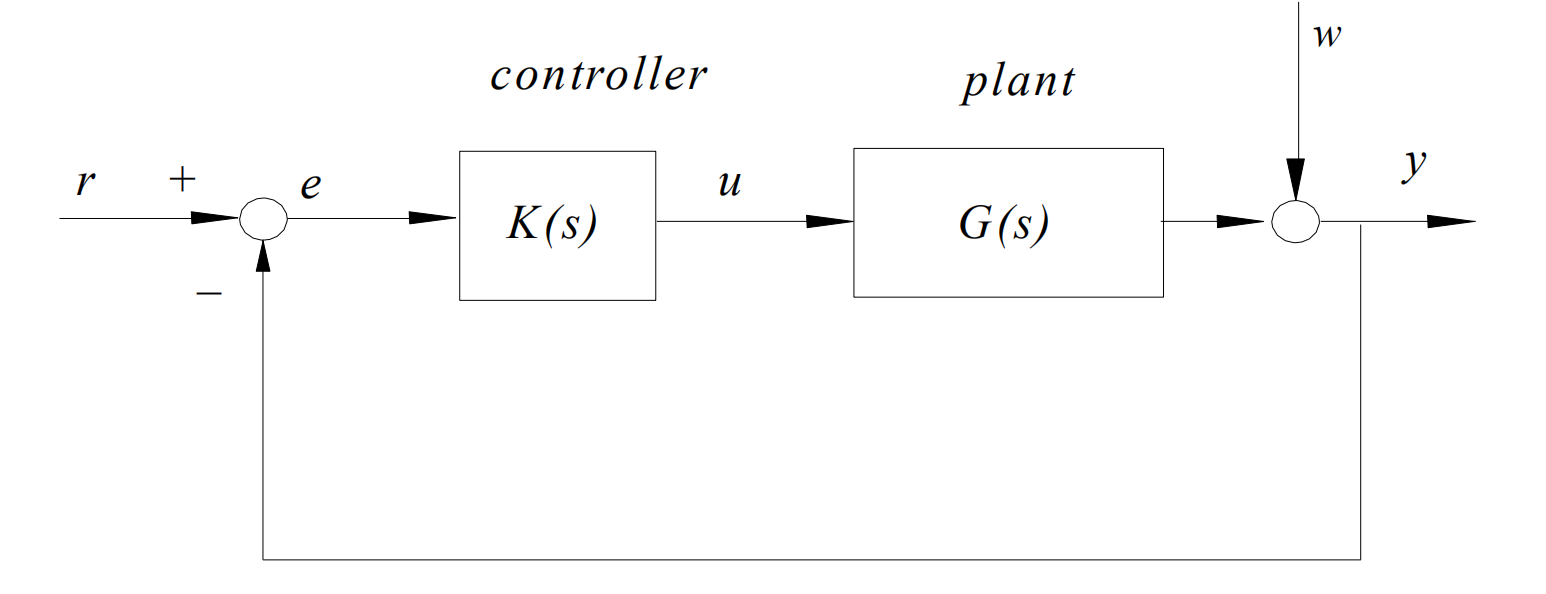 w
controller plant
r + e u y
K(s) G(s)
−